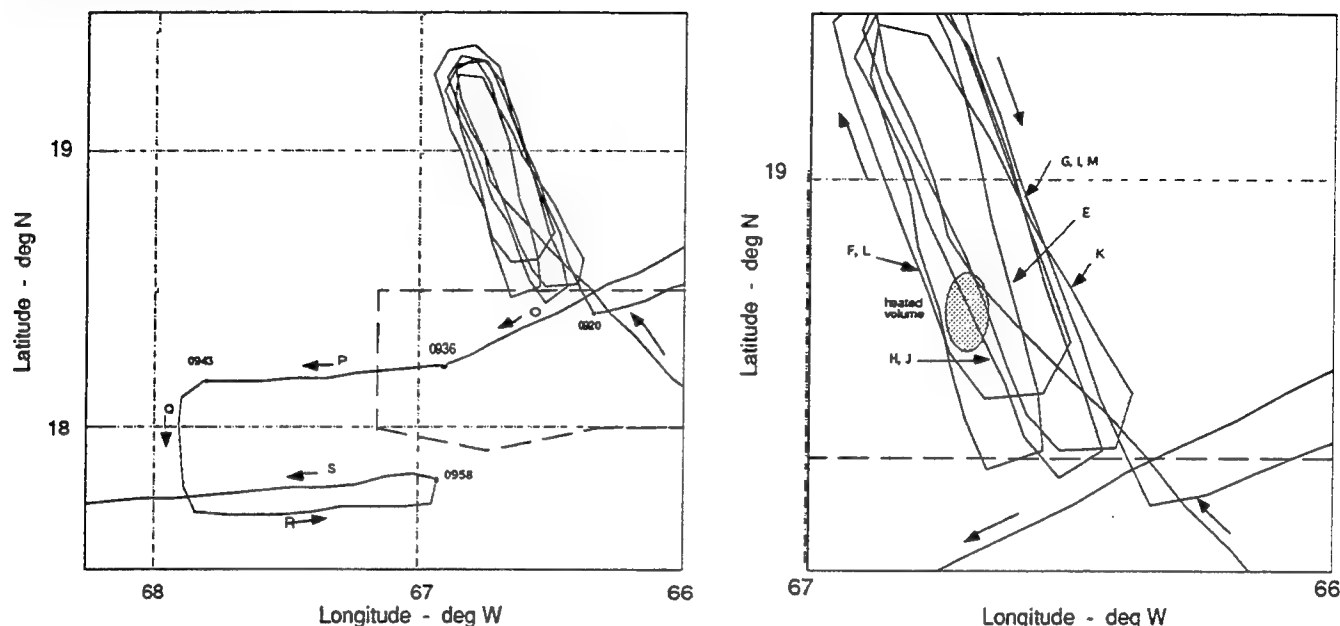 19
18
Latitude - deg N
68
67
66
Longitude - deg W
0943
P
0936
O
0920
Q
S
0958
R
19
Latitude - deg N
67
66
Longitude - deg W
G, I, M
E
K
F, L
heated
volume
H, J